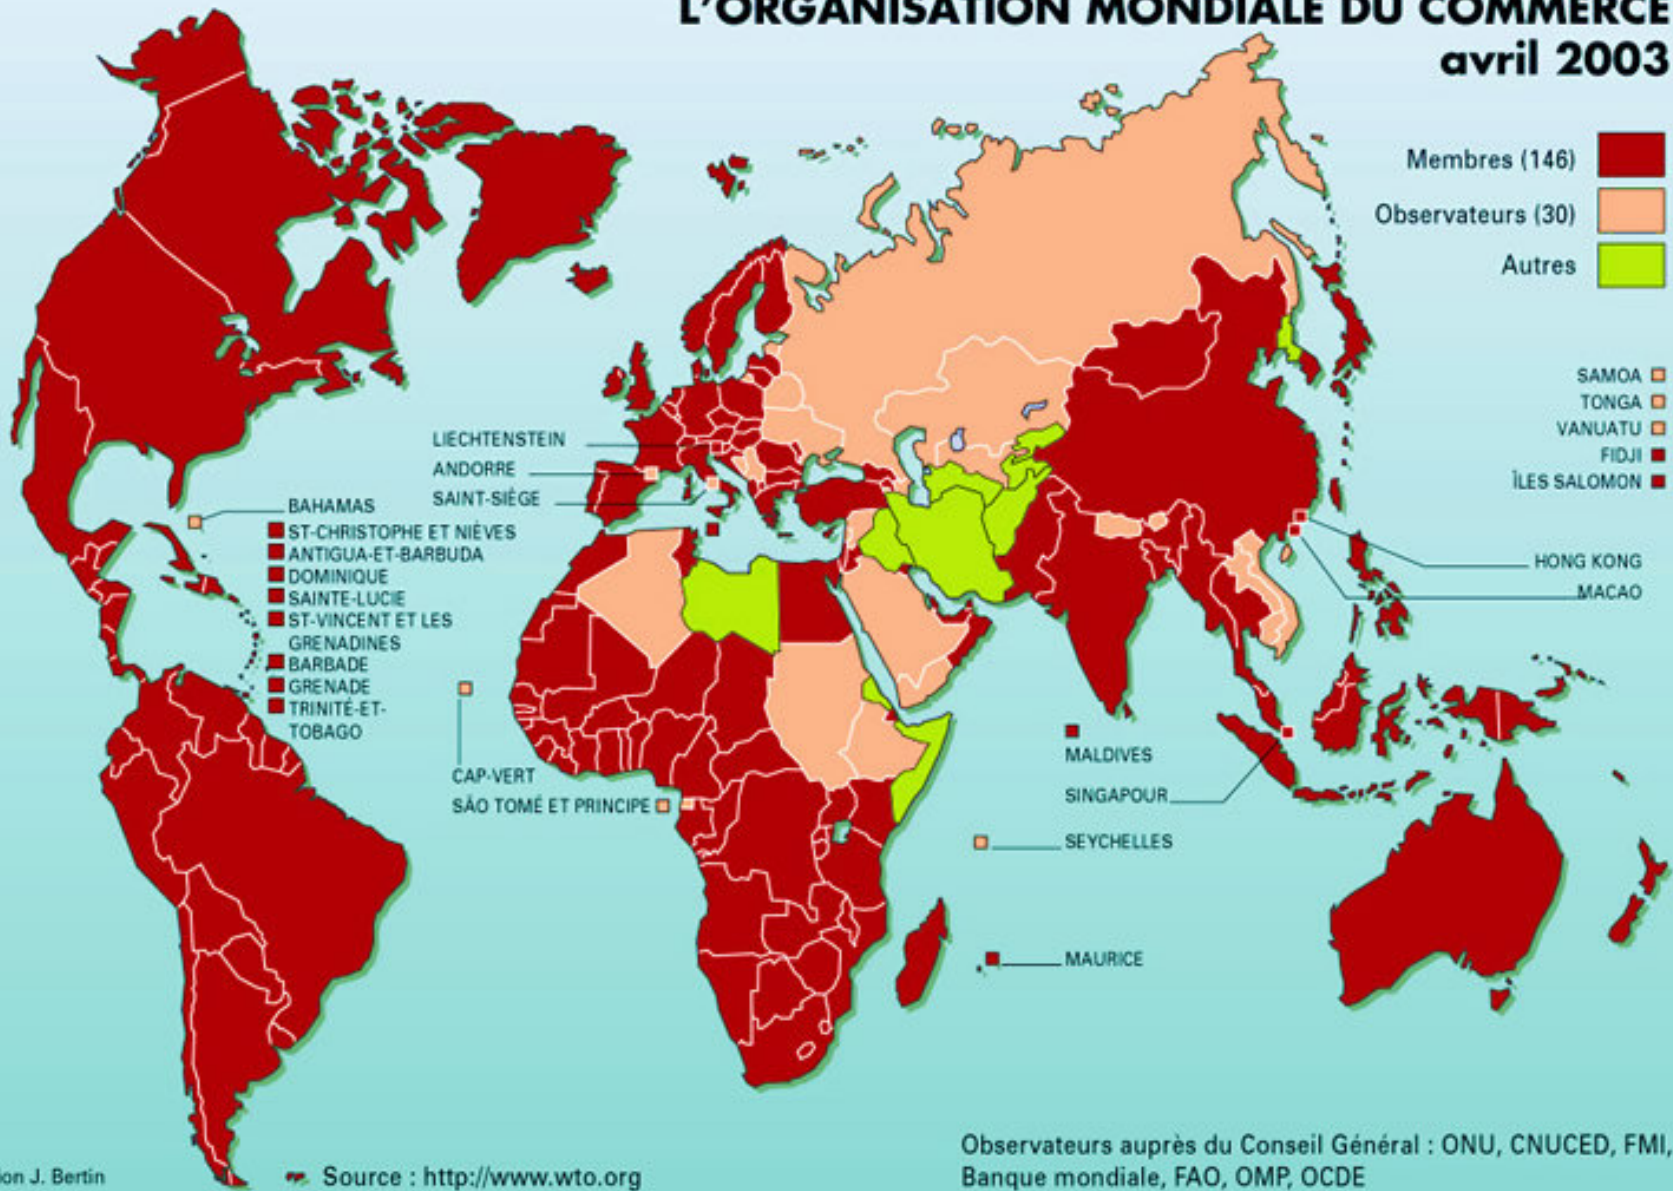 L'ORGANISATION MONDIALE DU COMMERCE
avril 2003
Membres (146)
Observateurs (30)
Autres
SAMOA
TONGA
VANUATU
FIDJI
ÎLES SALOMON
HONG KONG
MACAO
LIECHTENSTEIN
ANDORRE
SAINT-SIÈGE
BAHAMAS
ST-CHRISTOPHE ET NIÈVES
ANTIGUA-ET-BARBUDA
DOMINIQUE
SAINTE-LUCIE
ST-VINCENT ET LES
GRENADINES
BARBADE
GRENADE
TRINITÉ-ET-
TOBAGO
CAP-VERT
SÃO TOMÉ ET PRINCIPE
MALDIVES
SINGAPOUR
SEYCHELLES
MAURICE
Observateurs auprès du Conseil Général : ONU, CNUCED, FMI,
Banque mondiale, FAO, OMP, OCDE
J. Bertin
Source : http://www.wto.org